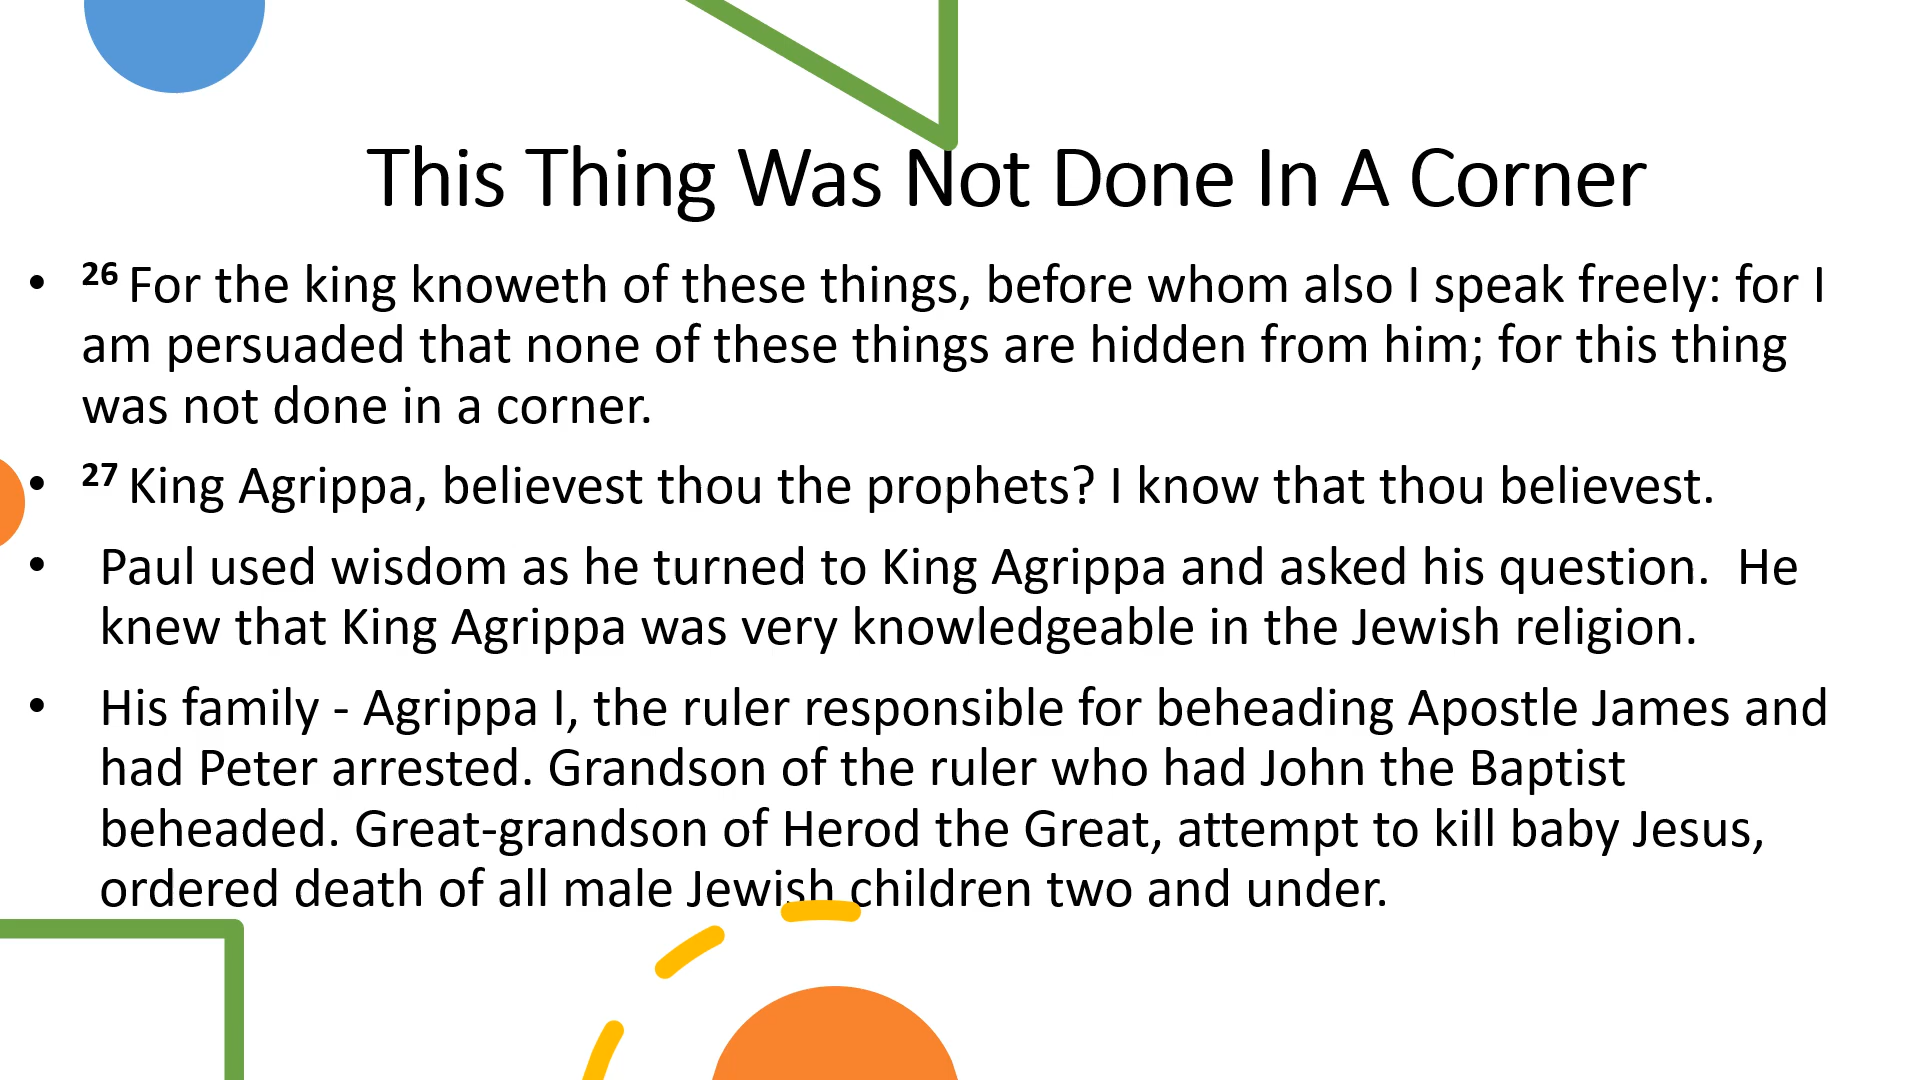 This Thing Was Not Done In A Corner
• 26 For the king knoweth of these things, before whom also I speak freely: for I
am persuaded that none of these things are hidden from him; for this thing
was not done in a corner.
• 27 King Agrippa, believest thou the prophets? I know that thou believest.
• Paul used wisdom as he turned to King Agrippa and asked his question.  He
knew that King Agrippa was very knowledgeable in the Jewish religion.
• His family - Agrippa I, the ruler responsible for beheading Apostle James and
had Peter arrested. Grandson of the ruler who had John the Baptist
beheaded. Great-grandson of Herod the Great, attempt to kill baby Jesus,
ordered death of all male Jewish children two and under.